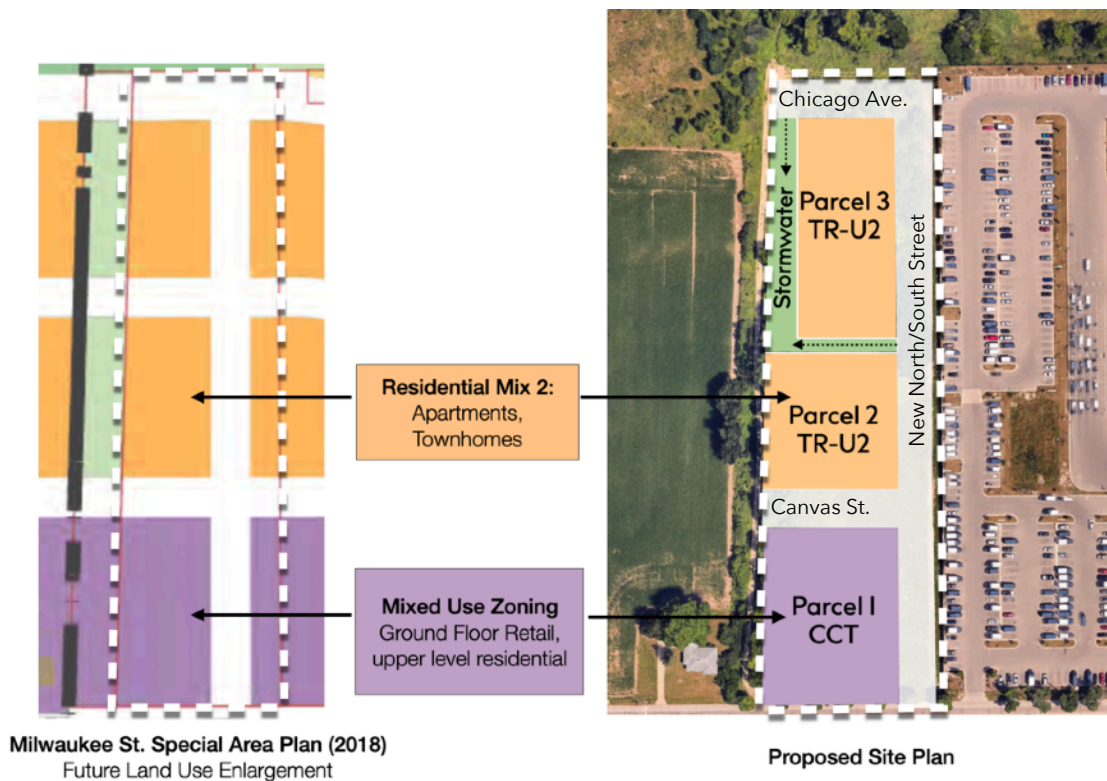 Residential Mix 2:
Apartments,
Townhomes
Mixed Use Zoning
Ground Floor Retail,
upper level residential
Milwaukee St. Special Area Plan (2018)
Future Land Use Enlargement
Chicago Ave.
Stormwater
Parcel 3
TR-U2
New North/South Street
Parcel 2
TR-U2
Canvas St.
Parcel 1
CCT
Proposed Site Plan